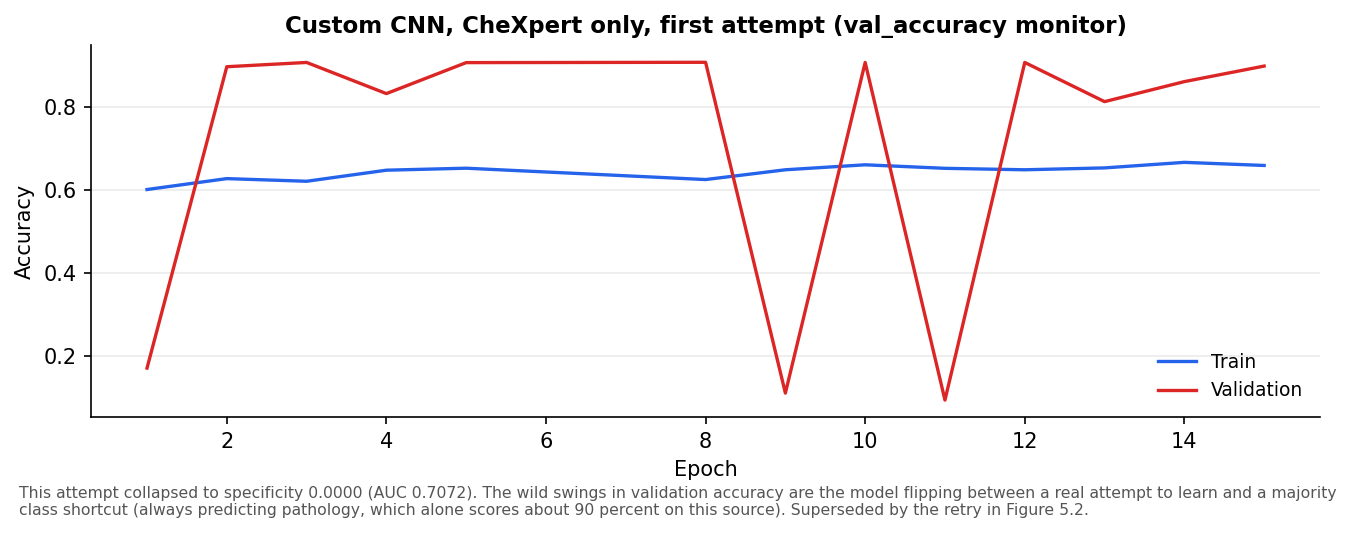 Custom CNN, CheXpert only, first attempt (val_accuracy monitor)
Accuracy
0.8
0.6
0.4
0.2
Train
Validation
2 4 6 8 10 12 14
Epoch
This attempt collapsed to specificity 0.0000 (AUC 0.7072). The wild swings in validation accuracy are the model flipping between a real attempt to learn and a majority
class shortcut (always predicting pathology, which alone scores about 90 percent on this source). Superseded by the retry in Figure 5.2.